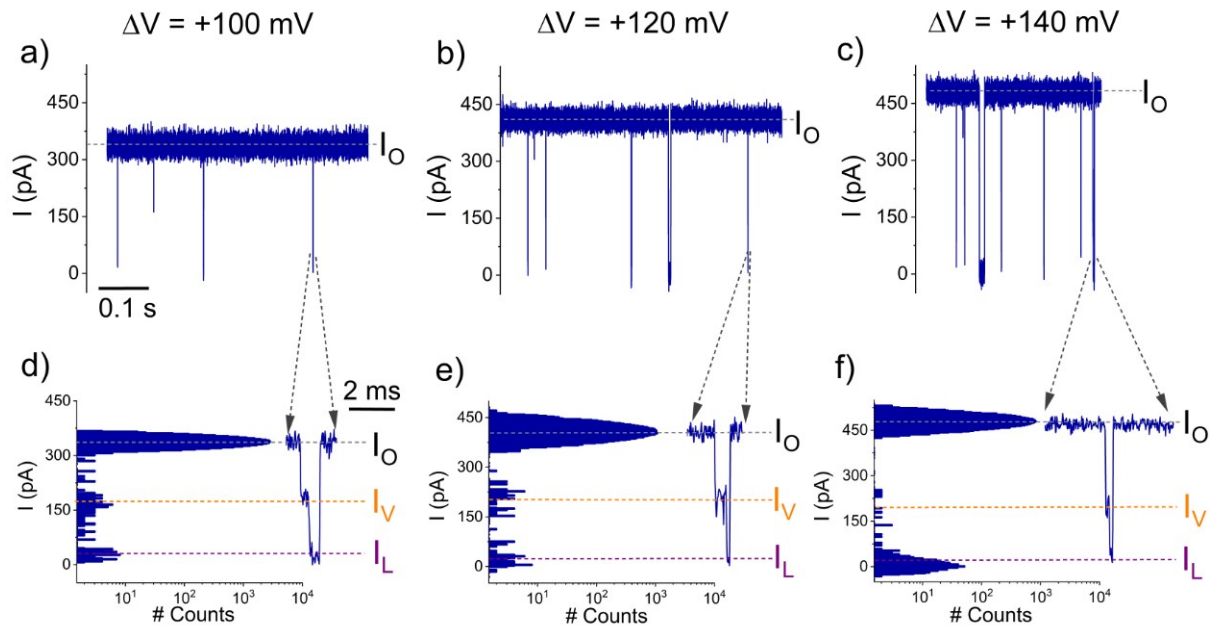 ΔV = +100 mV
ΔV = +120 mV
ΔV = +140 mV
a)
b)
c)
I (pA)
450
300
150
0
I_O
0.1 s
I (pA)
450
300
150
0
I_O
I (pA)
450
300
150
0
I_O
d)
e)
f)
I (pA)
450
300
150
0
2 ms
I_O
I_V
I_L
10^1
10^2
10^3
10^4
# Counts
I (pA)
450
300
150
0
I_O
I_V
I_L
10^1
10^2
10^3
10^4
# Counts
I (pA)
450
300
150
0
I_O
I_V
I_L
10^1
10^2
10^3
10^4
# Counts